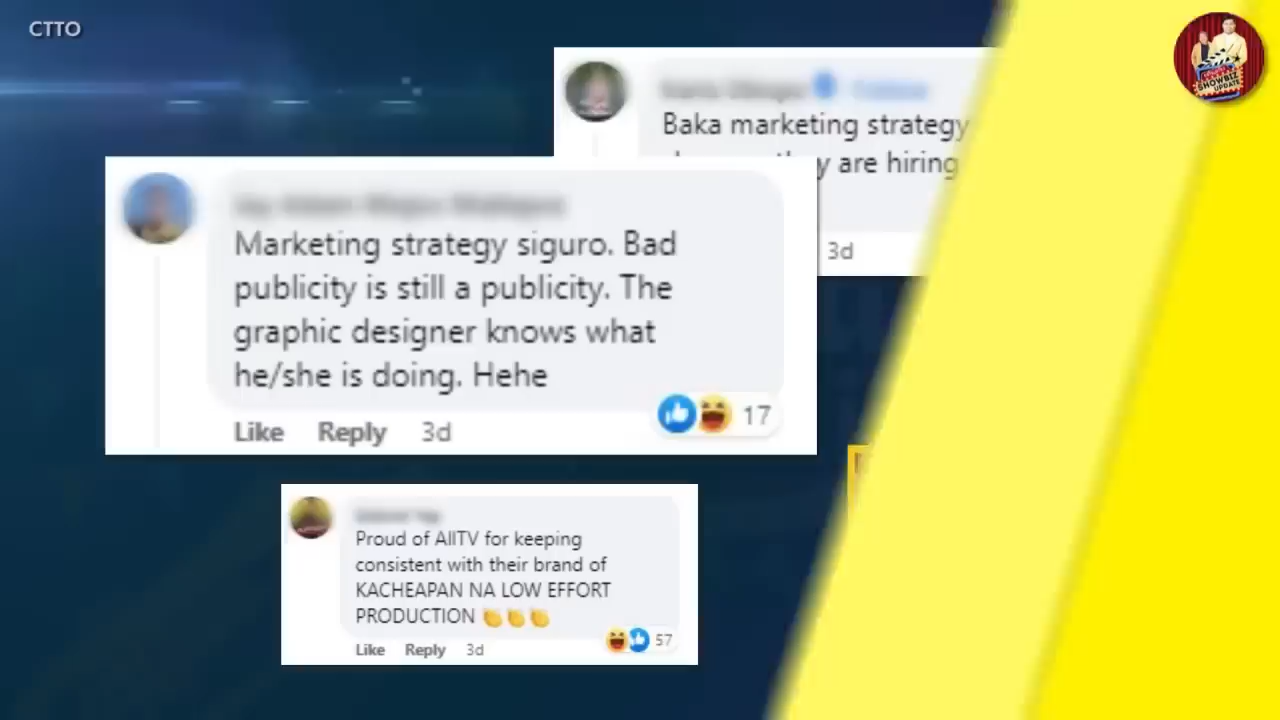 CTTO
SHOWBIZ
UPDATE
Baka marketing strategy
they are hiring
3d
Marketing strategy siguro. Bad
publicity is still a publicity. The
graphic designer knows what
he/she is doing. Hehe
Like Reply 3d
17
Proud of AllTV for keeping
consistent with their brand of
KACHEAPAN NA LOW EFFORT
PRODUCTION 👏👏👏
Like Reply 3d
57